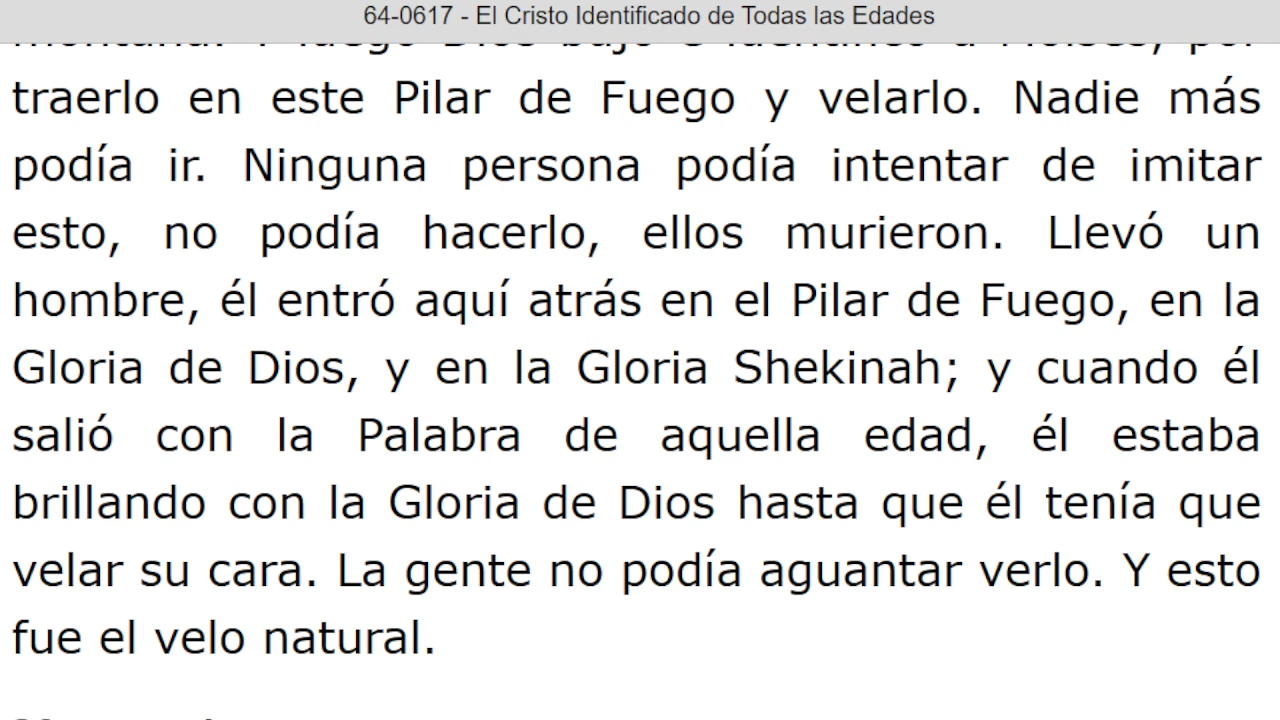 64-0617 - El Cristo Identificado de Todas las Edades
traerlo en este Pilar de Fuego y velarlo. Nadie más
podía ir. Ninguna persona podía intentar de imitar
esto, no podía hacerlo, ellos murieron. Llevó un
hombre, él entró aquí atrás en el Pilar de Fuego, en la
Gloria de Dios, y en la Gloria Shekinah; y cuando él
salió con la Palabra de aquella edad, él estaba
brillando con la Gloria de Dios hasta que él tenía que
velar su cara. La gente no podía aguantar verlo. Y esto
fue el velo natural.